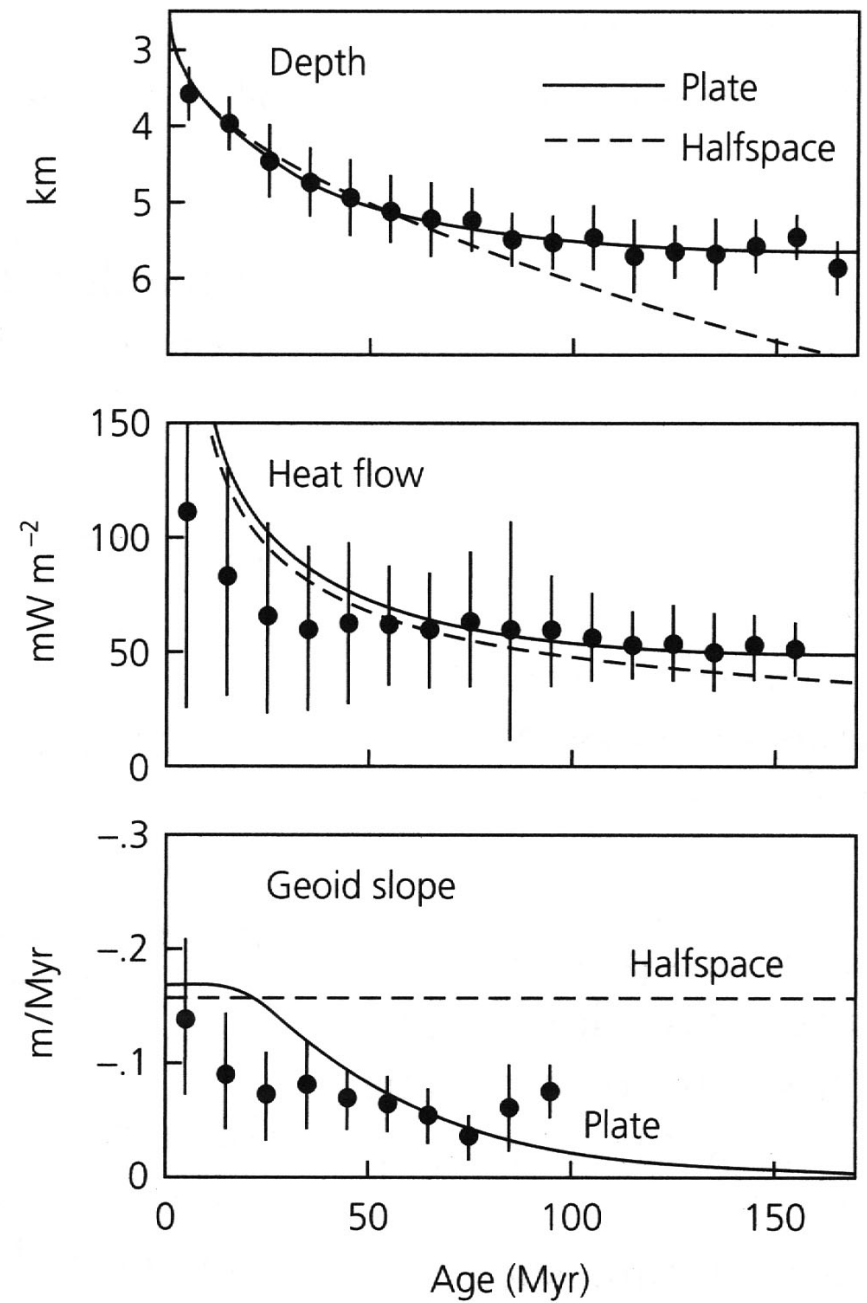 Depth
Plate
Halfspace
km
3
4
5
6
Heat flow
mW m⁻²
150
100
50
0
Geoid slope
Halfspace
Plate
m/Myr
-.3
-.2
-.1
0
0 50 100 150
Age (Myr)